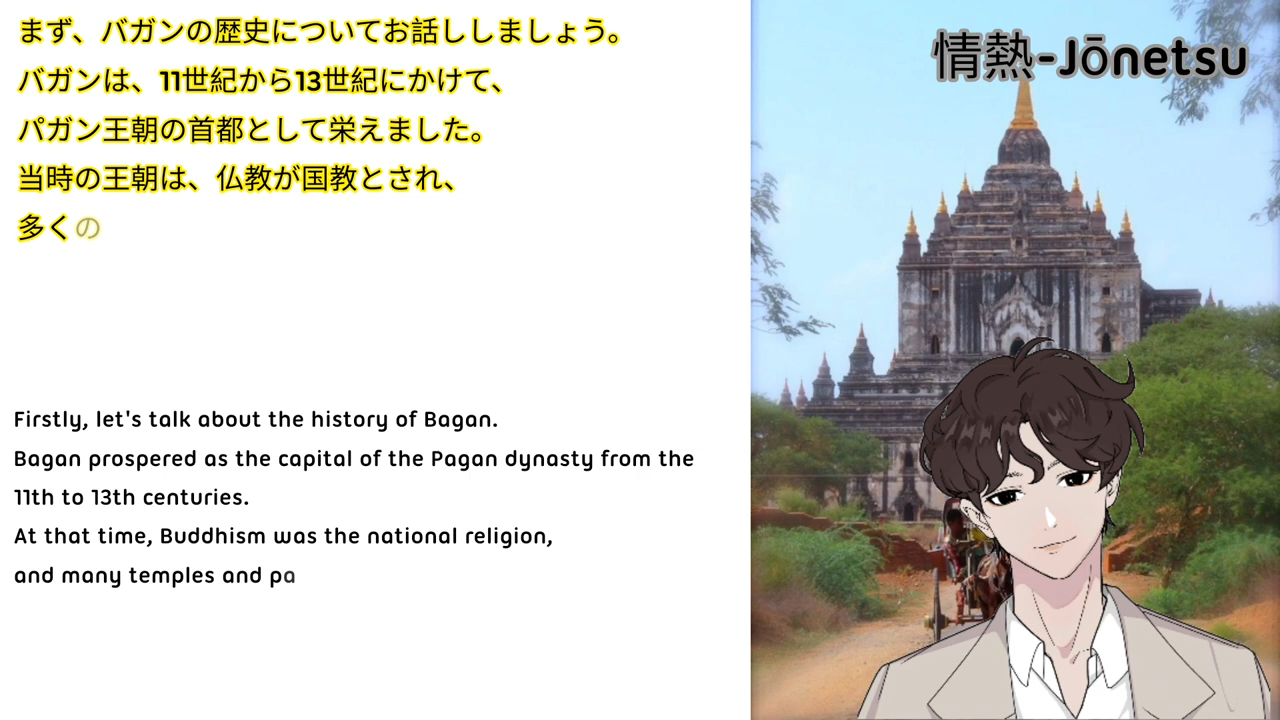 まず、バガンの歴史についてお話ししましょう。
バガンは、11世紀から13世紀にかけて、
パガン王朝の首都として栄えました。
当時の王朝は、仏教が国教とされ、
多くの
Firstly, let's talk about the history of Bagan.
Bagan prospered as the capital of the Pagan dynasty from the
11th to 13th centuries.
At that time, Buddhism was the national religion,
and many temples and pa
情熱-Jōnetsu